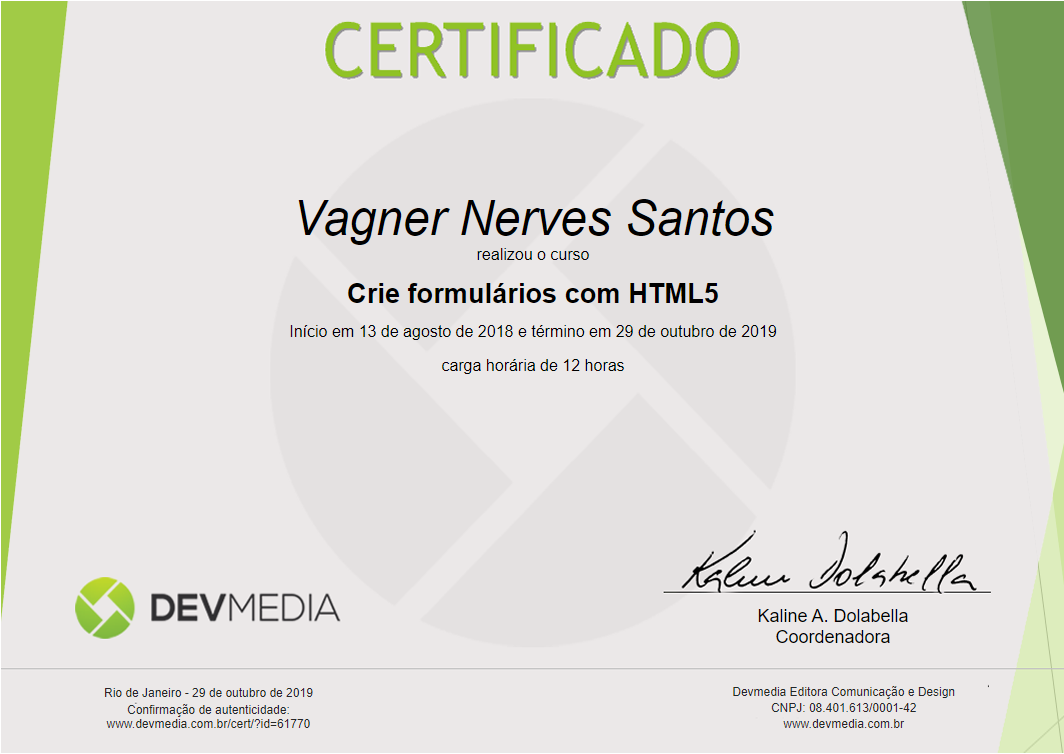 CERTIFICADO
Vagner Nerves Santos
realizou o curso
Crie formulários com HTML5
Início em 13 de agosto de 2018 e término em 29 de outubro de 2019
carga horária de 12 horas
Kaline Dolabella
Kaline A. Dolabella
Coordenadora
DEVMEDIA
Rio de Janeiro - 29 de outubro de 2019
Confirmação de autenticidade:
www.devmedia.com.br/cert/?id=61770
Devmedia Editora Comunicação e Design
CNPJ: 08.401.613/0001-42
www.devmedia.com.br